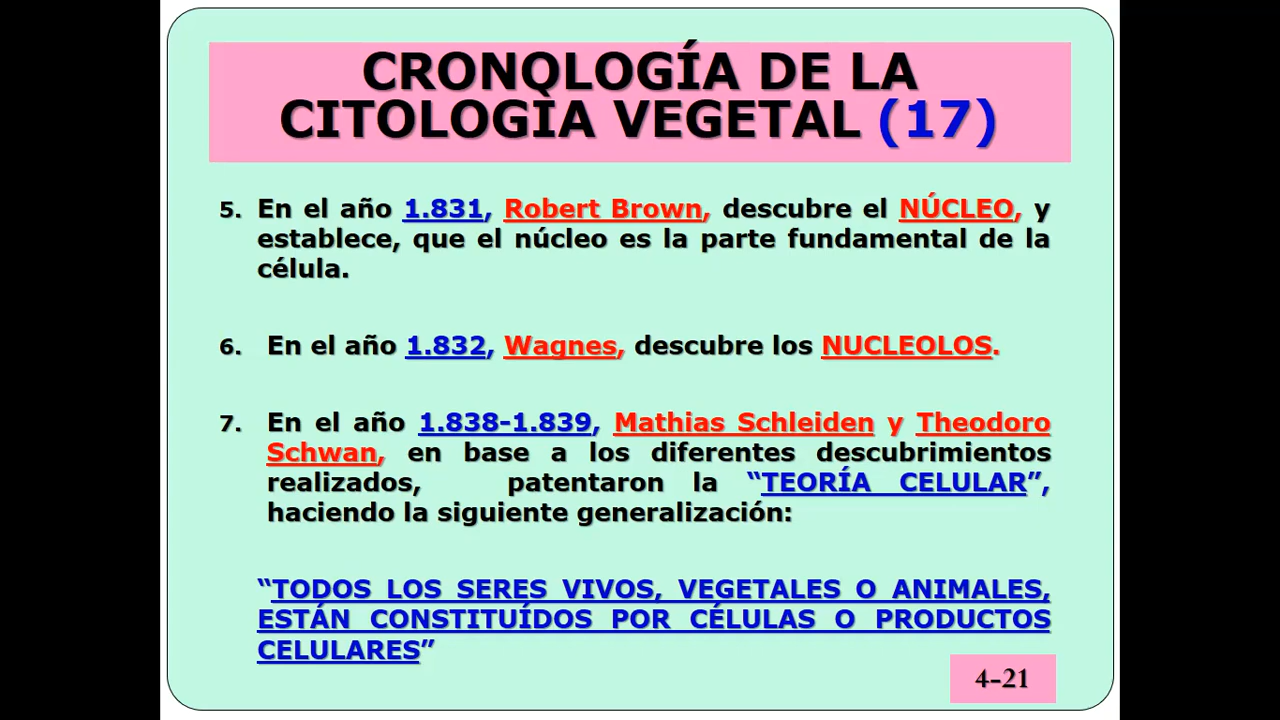 CRONOLOGÍA DE LA
CITOLOGIA VEGETAL (17)
5. En el año 1.831, Robert Brown, descubre el NÚCLEO, y
establece, que el núcleo es la parte fundamental de la
célula.
6. En el año 1.832, Wagnes, descubre los NUCLEOLOS.
7. En el año 1.838-1.839, Mathias Schleiden y Theodoro
Schwan, en base a los diferentes descubrimientos
realizados, patentaron la “TEORÍA CELULAR”,
haciendo la siguiente generalización:
“TODOS LOS SERES VIVOS, VEGETALES O ANIMALES,
ESTÁN CONSTITUÍDOS POR CÉLULAS O PRODUCTOS
CELULARES”
4-21